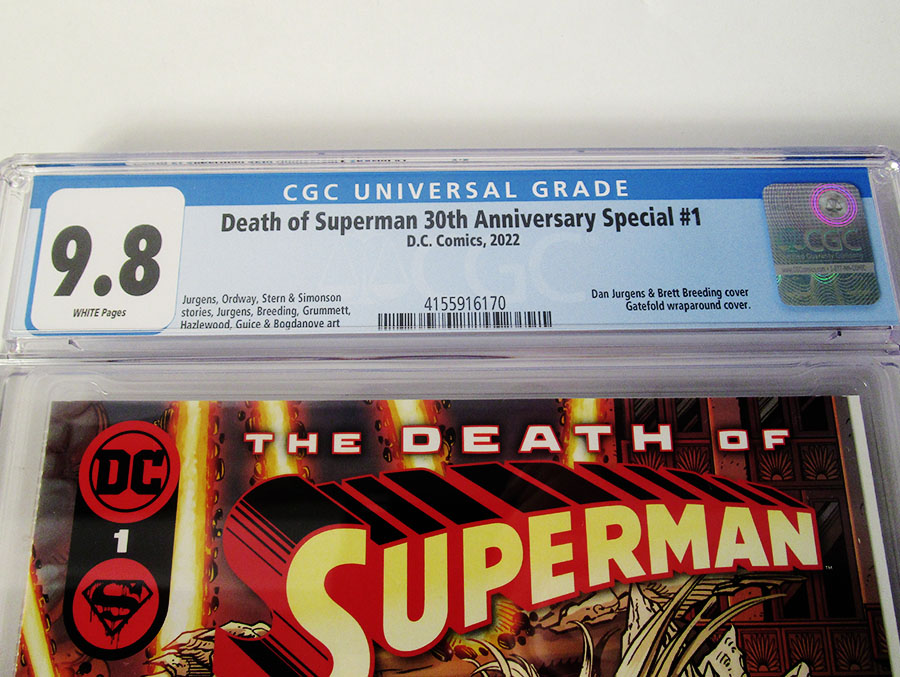 CGC UNIVERSAL GRADE
9.8
WHITE Pages
Death of Superman 30th Anniversary Special #1
D.C. Comics, 2022
Jurgens, Ordway, Stern & Simonson
stories, Jurgens, Breeding, Grummett,
Hazlewood, Guice & Bogdanove art
4155916170
Dan Jurgens & Brett Breeding cover
Gatefold wraparound cover.
CGC
CGC
DC
1
S
THE DEATH OF
SUPERMAN
™